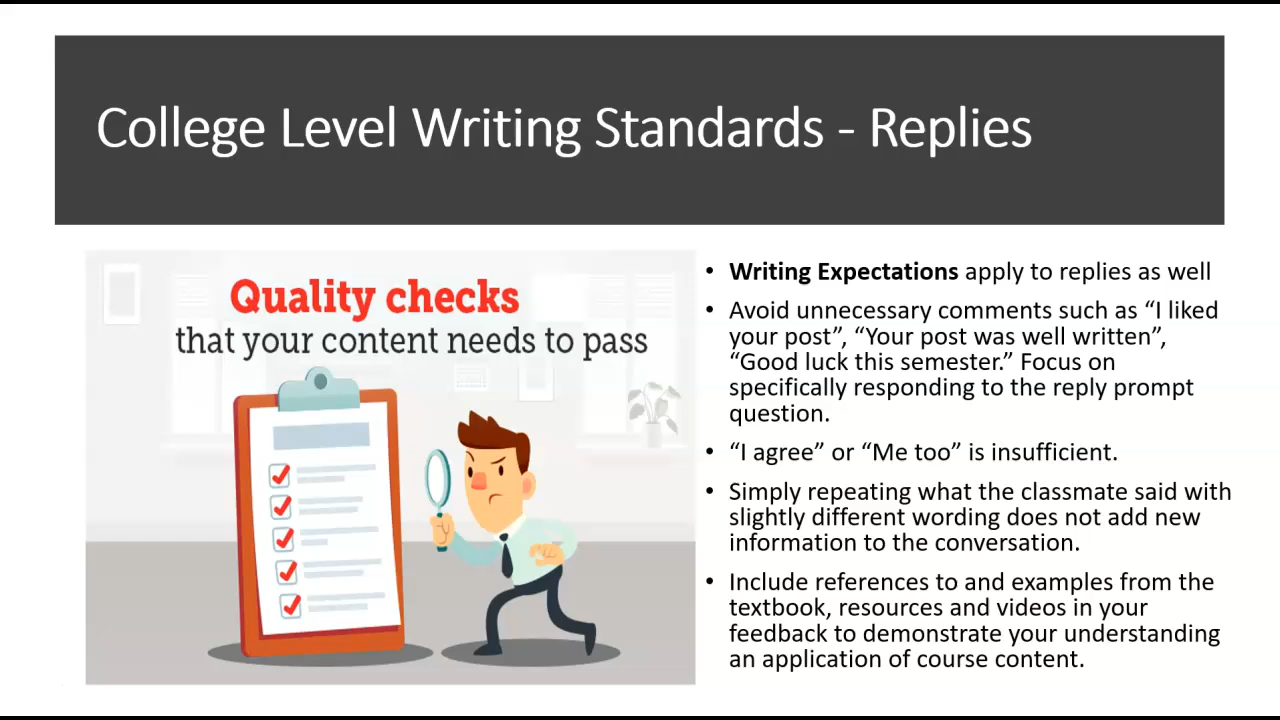 College Level Writing Standards - Replies
Quality checks
that your content needs to pass
• Writing Expectations apply to replies as well
• Avoid unnecessary comments such as “I liked
your post”, “Your post was well written”,
“Good luck this semester.” Focus on
specifically responding to the reply prompt
question.
• “I agree” or “Me too” is insufficient.
• Simply repeating what the classmate said with
slightly different wording does not add new
information to the conversation.
• Include references to and examples from the
textbook, resources and videos in your
feedback to demonstrate your understanding
an application of course content.